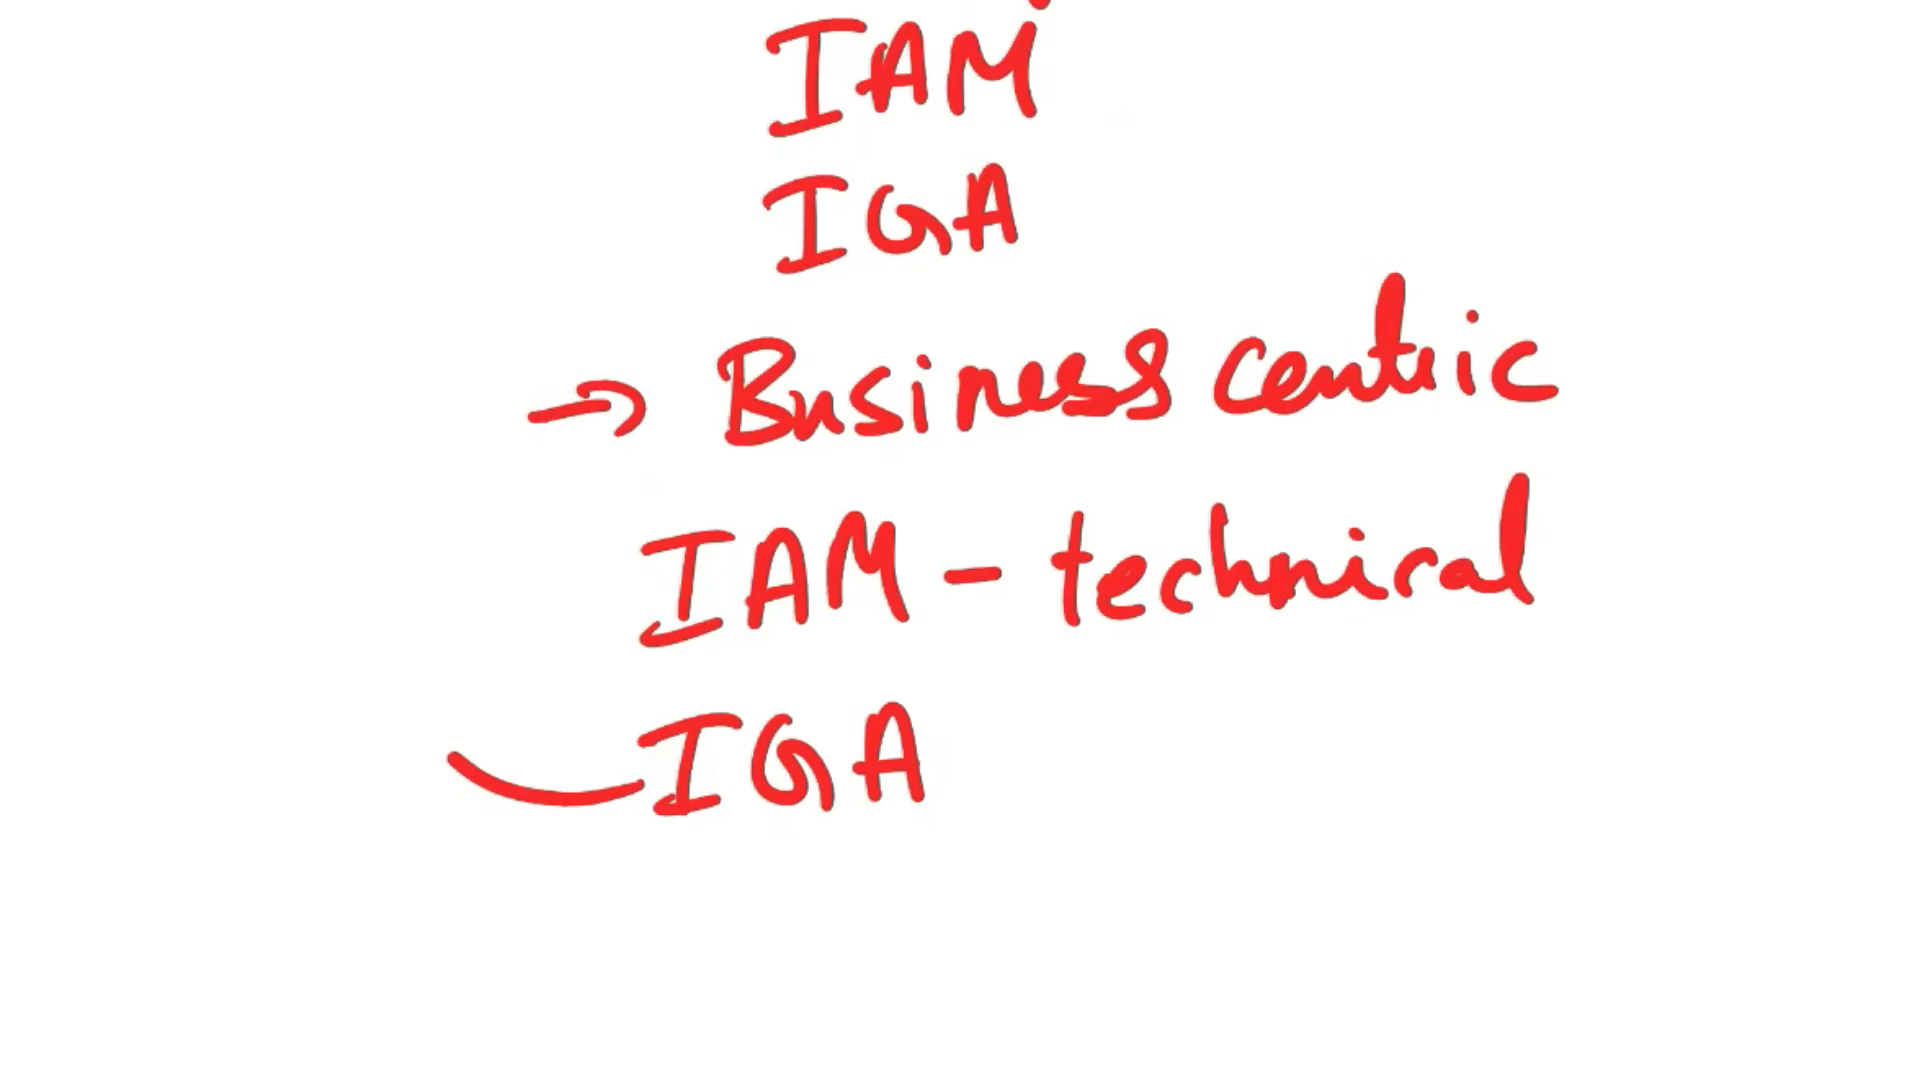 IAM
IGA
→ Business centric
IAM - technical
IGA